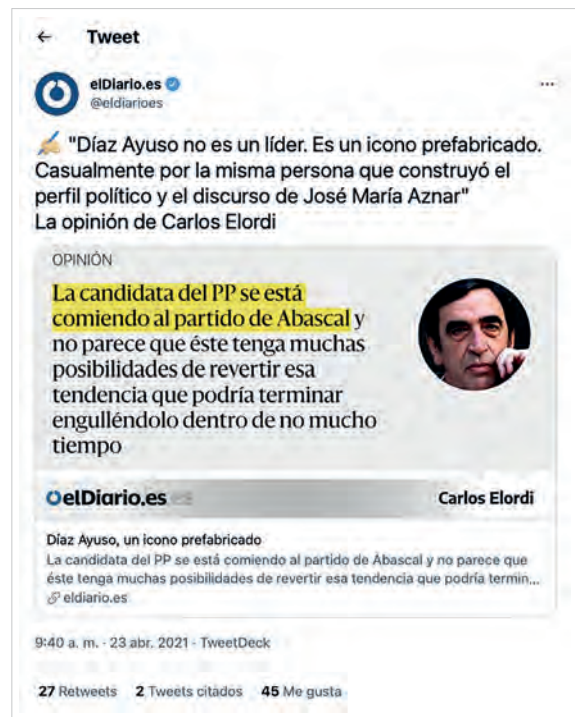 ← Tweet
elDiario.es
@eldiarioes
...
✍🏻 "Díaz Ayuso no es un líder. Es un icono prefabricado.
Casualmente por la misma persona que construyó el
perfil político y el discurso de José María Aznar"
La opinión de Carlos Elordi
OPINIÓN
La candidata del PP se está
comiendo al partido de Abascal y
no parece que éste tenga muchas
posibilidades de revertir esa
tendencia que podría terminar
engulléndolo dentro de no mucho
tiempo
elDiario.es Carlos Elordi
Díaz Ayuso, un icono prefabricado
La candidata del PP se está comiendo al partido de Abascal y no parece que
éste tenga muchas posibilidades de revertir esa tendencia que podría termin...
eldiario.es
9:40 a. m. · 23 abr. 2021 · TweetDeck
27 Retweets 2 Tweets citados 45 Me gusta